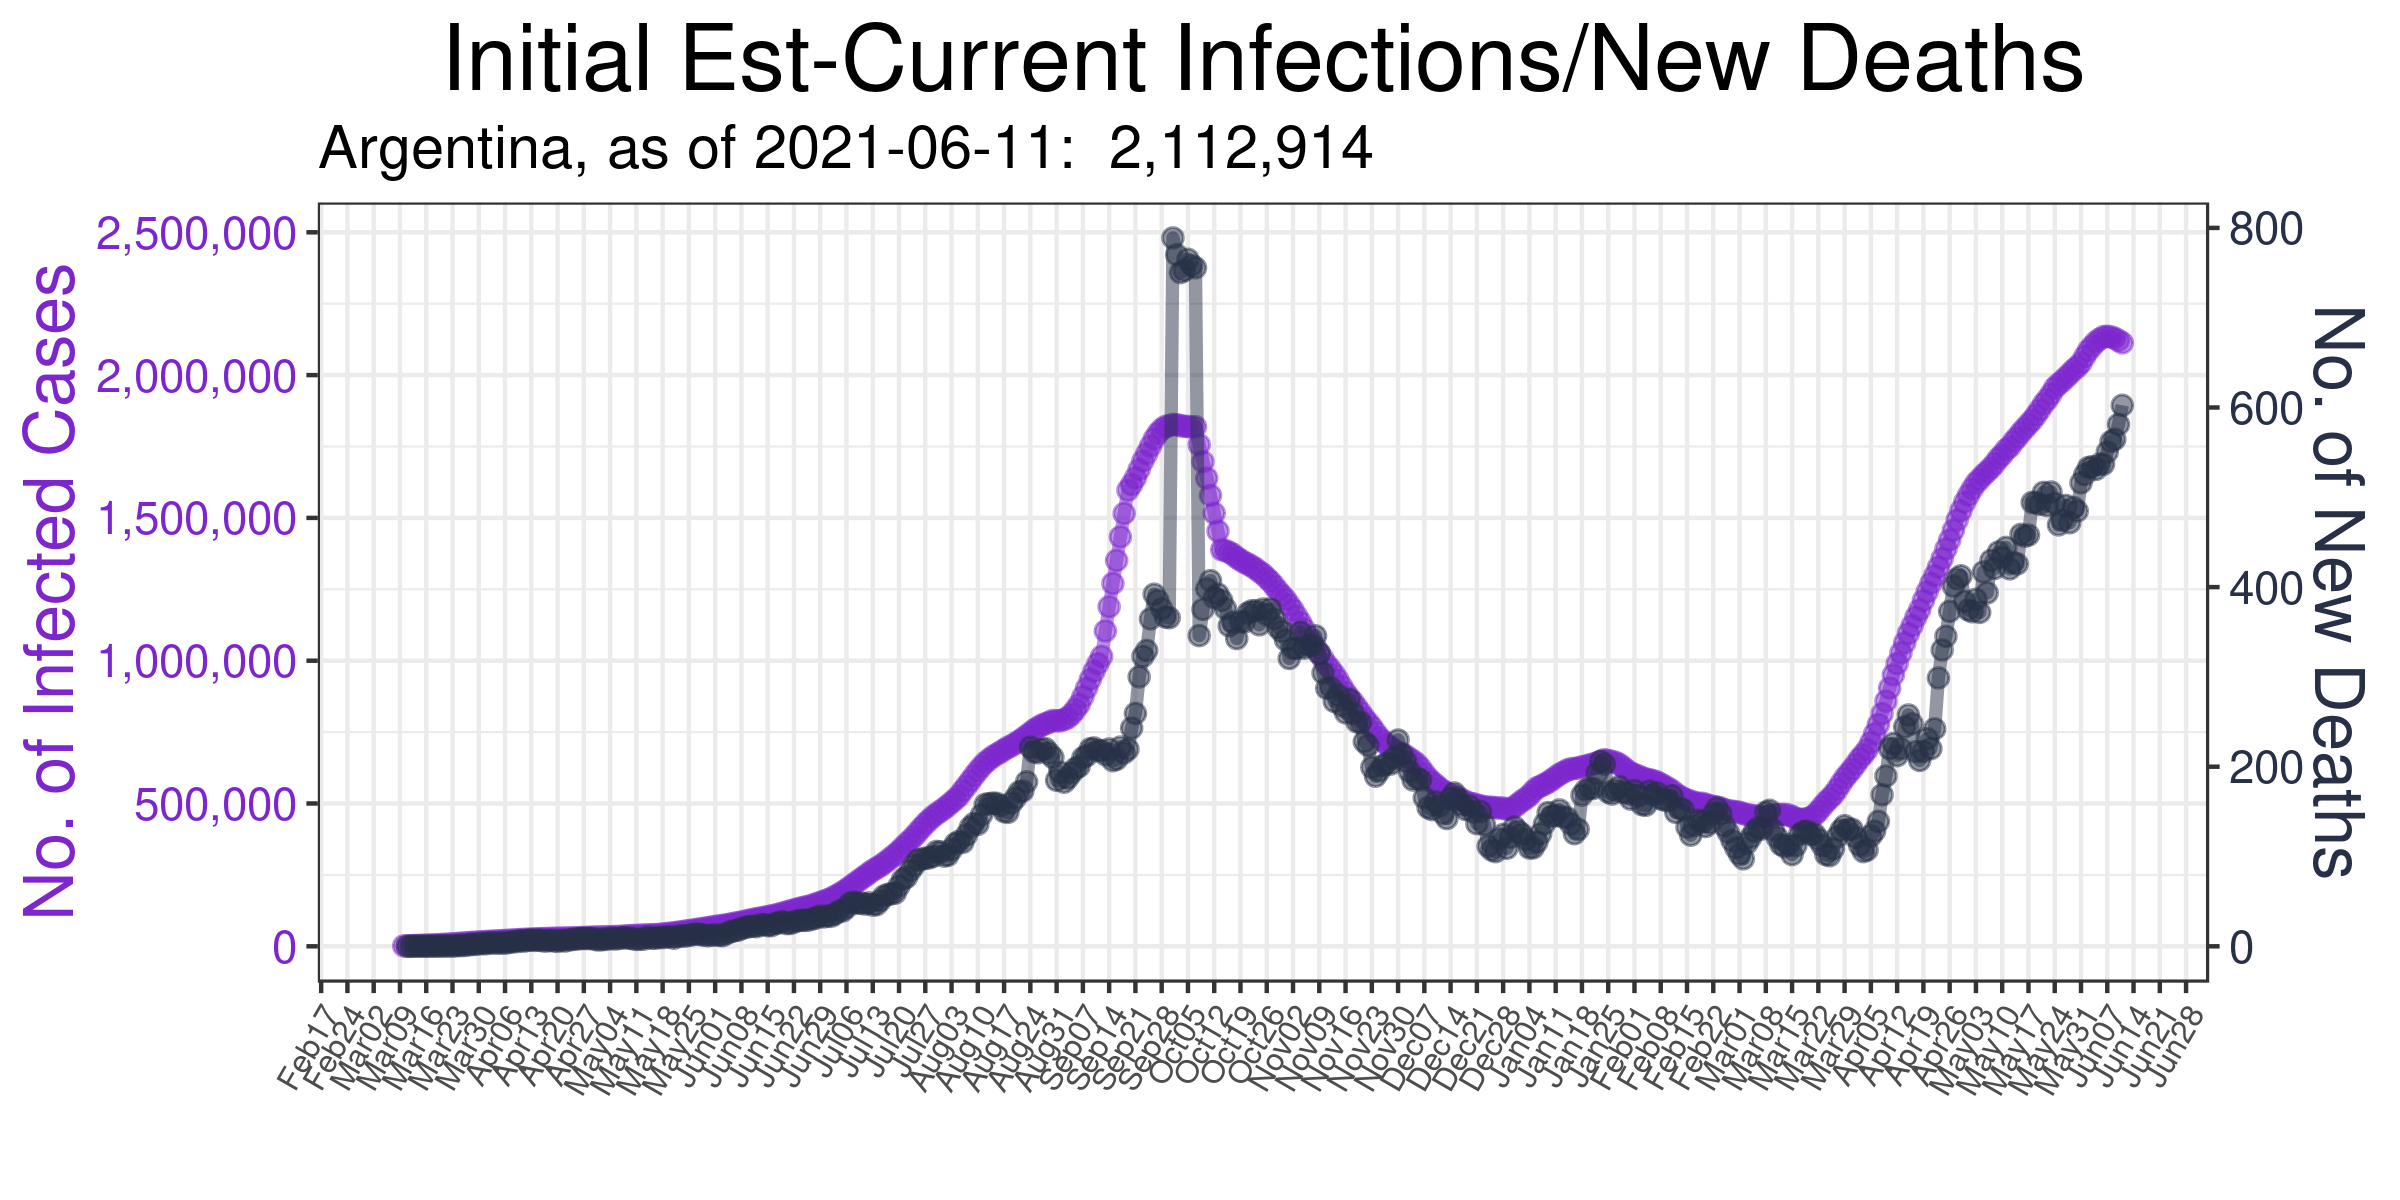 Initial Est-Current Infections/New Deaths
Argentina, as of 2021-06-11:  2,112,914
No. of Infected Cases
2,500,000
2,000,000
1,500,000
1,000,000
500,000
0
800
600
400
200
0
No. of New Deaths
Feb17
Feb24
Mar02
Mar09
Mar16
Mar23
Mar30
Apr06
Apr13
Apr20
Apr27
May04
May11
May18
May25
Jun01
Jun08
Jun15
Jun22
Jun29
Jul06
Jul13
Jul20
Jul27
Aug03
Aug10
Aug17
Aug24
Aug31
Sep07
Sep14
Sep21
Sep28
Oct05
Oct12
Oct19
Oct26
Nov02
Nov09
Nov16
Nov23
Nov30
Dec07
Dec14
Dec21
Dec28
Jan04
Jan11
Jan18
Jan25
Feb01
Feb08
Feb15
Feb22
Mar01
Mar08
Mar15
Mar22
Mar29
Apr05
Apr12
Apr19
Apr26
May03
May10
May17
May24
May31
Jun07
Jun14
Jun21
Jun28